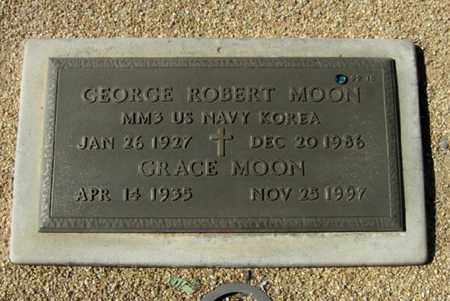 GEORGE ROBERT MOON
MM3 US NAVY KOREA
JAN 26 1927 DEC 20 1986
GRACE MOON
APR 14 1935 NOV 25 1997